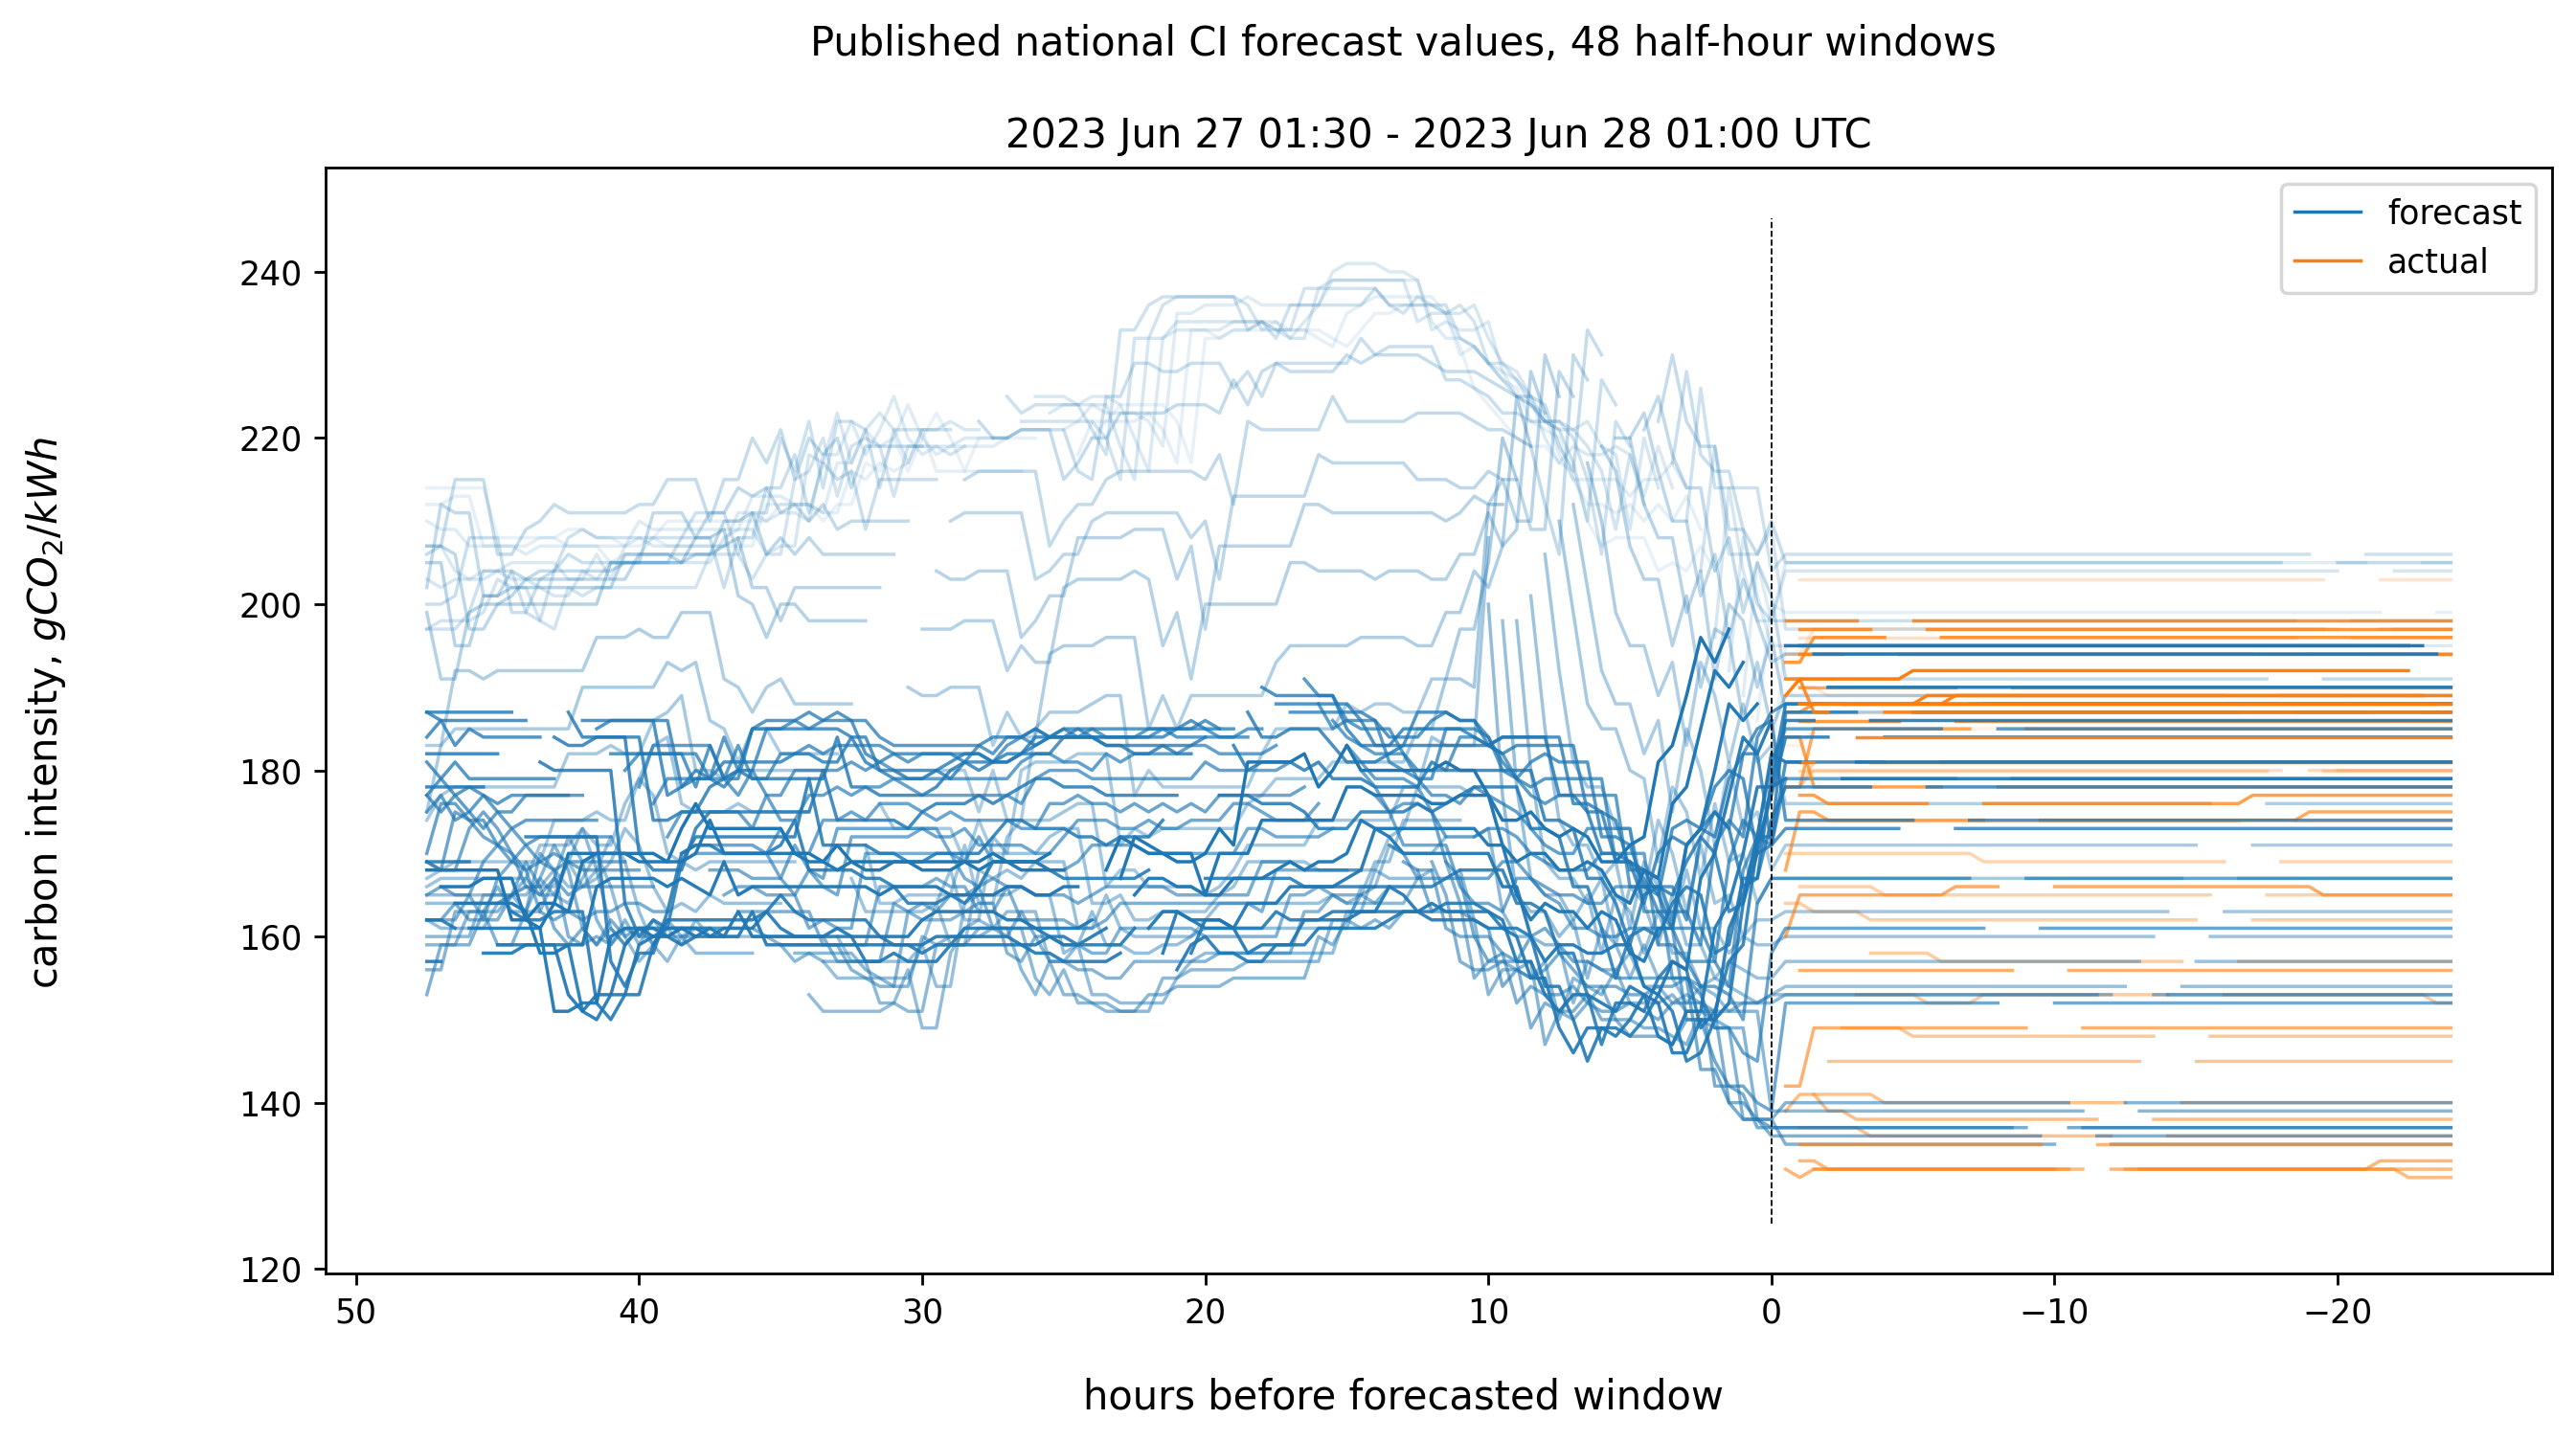 Published national CI forecast values, 48 half-hour windows
2023 Jun 27 01:30 - 2023 Jun 28 01:00 UTC
forecast
actual
carbon intensity, gCO₂/kWh
240
220
200
180
160
140
120
50 40 30 20 10 0 −10 −20
hours before forecasted window